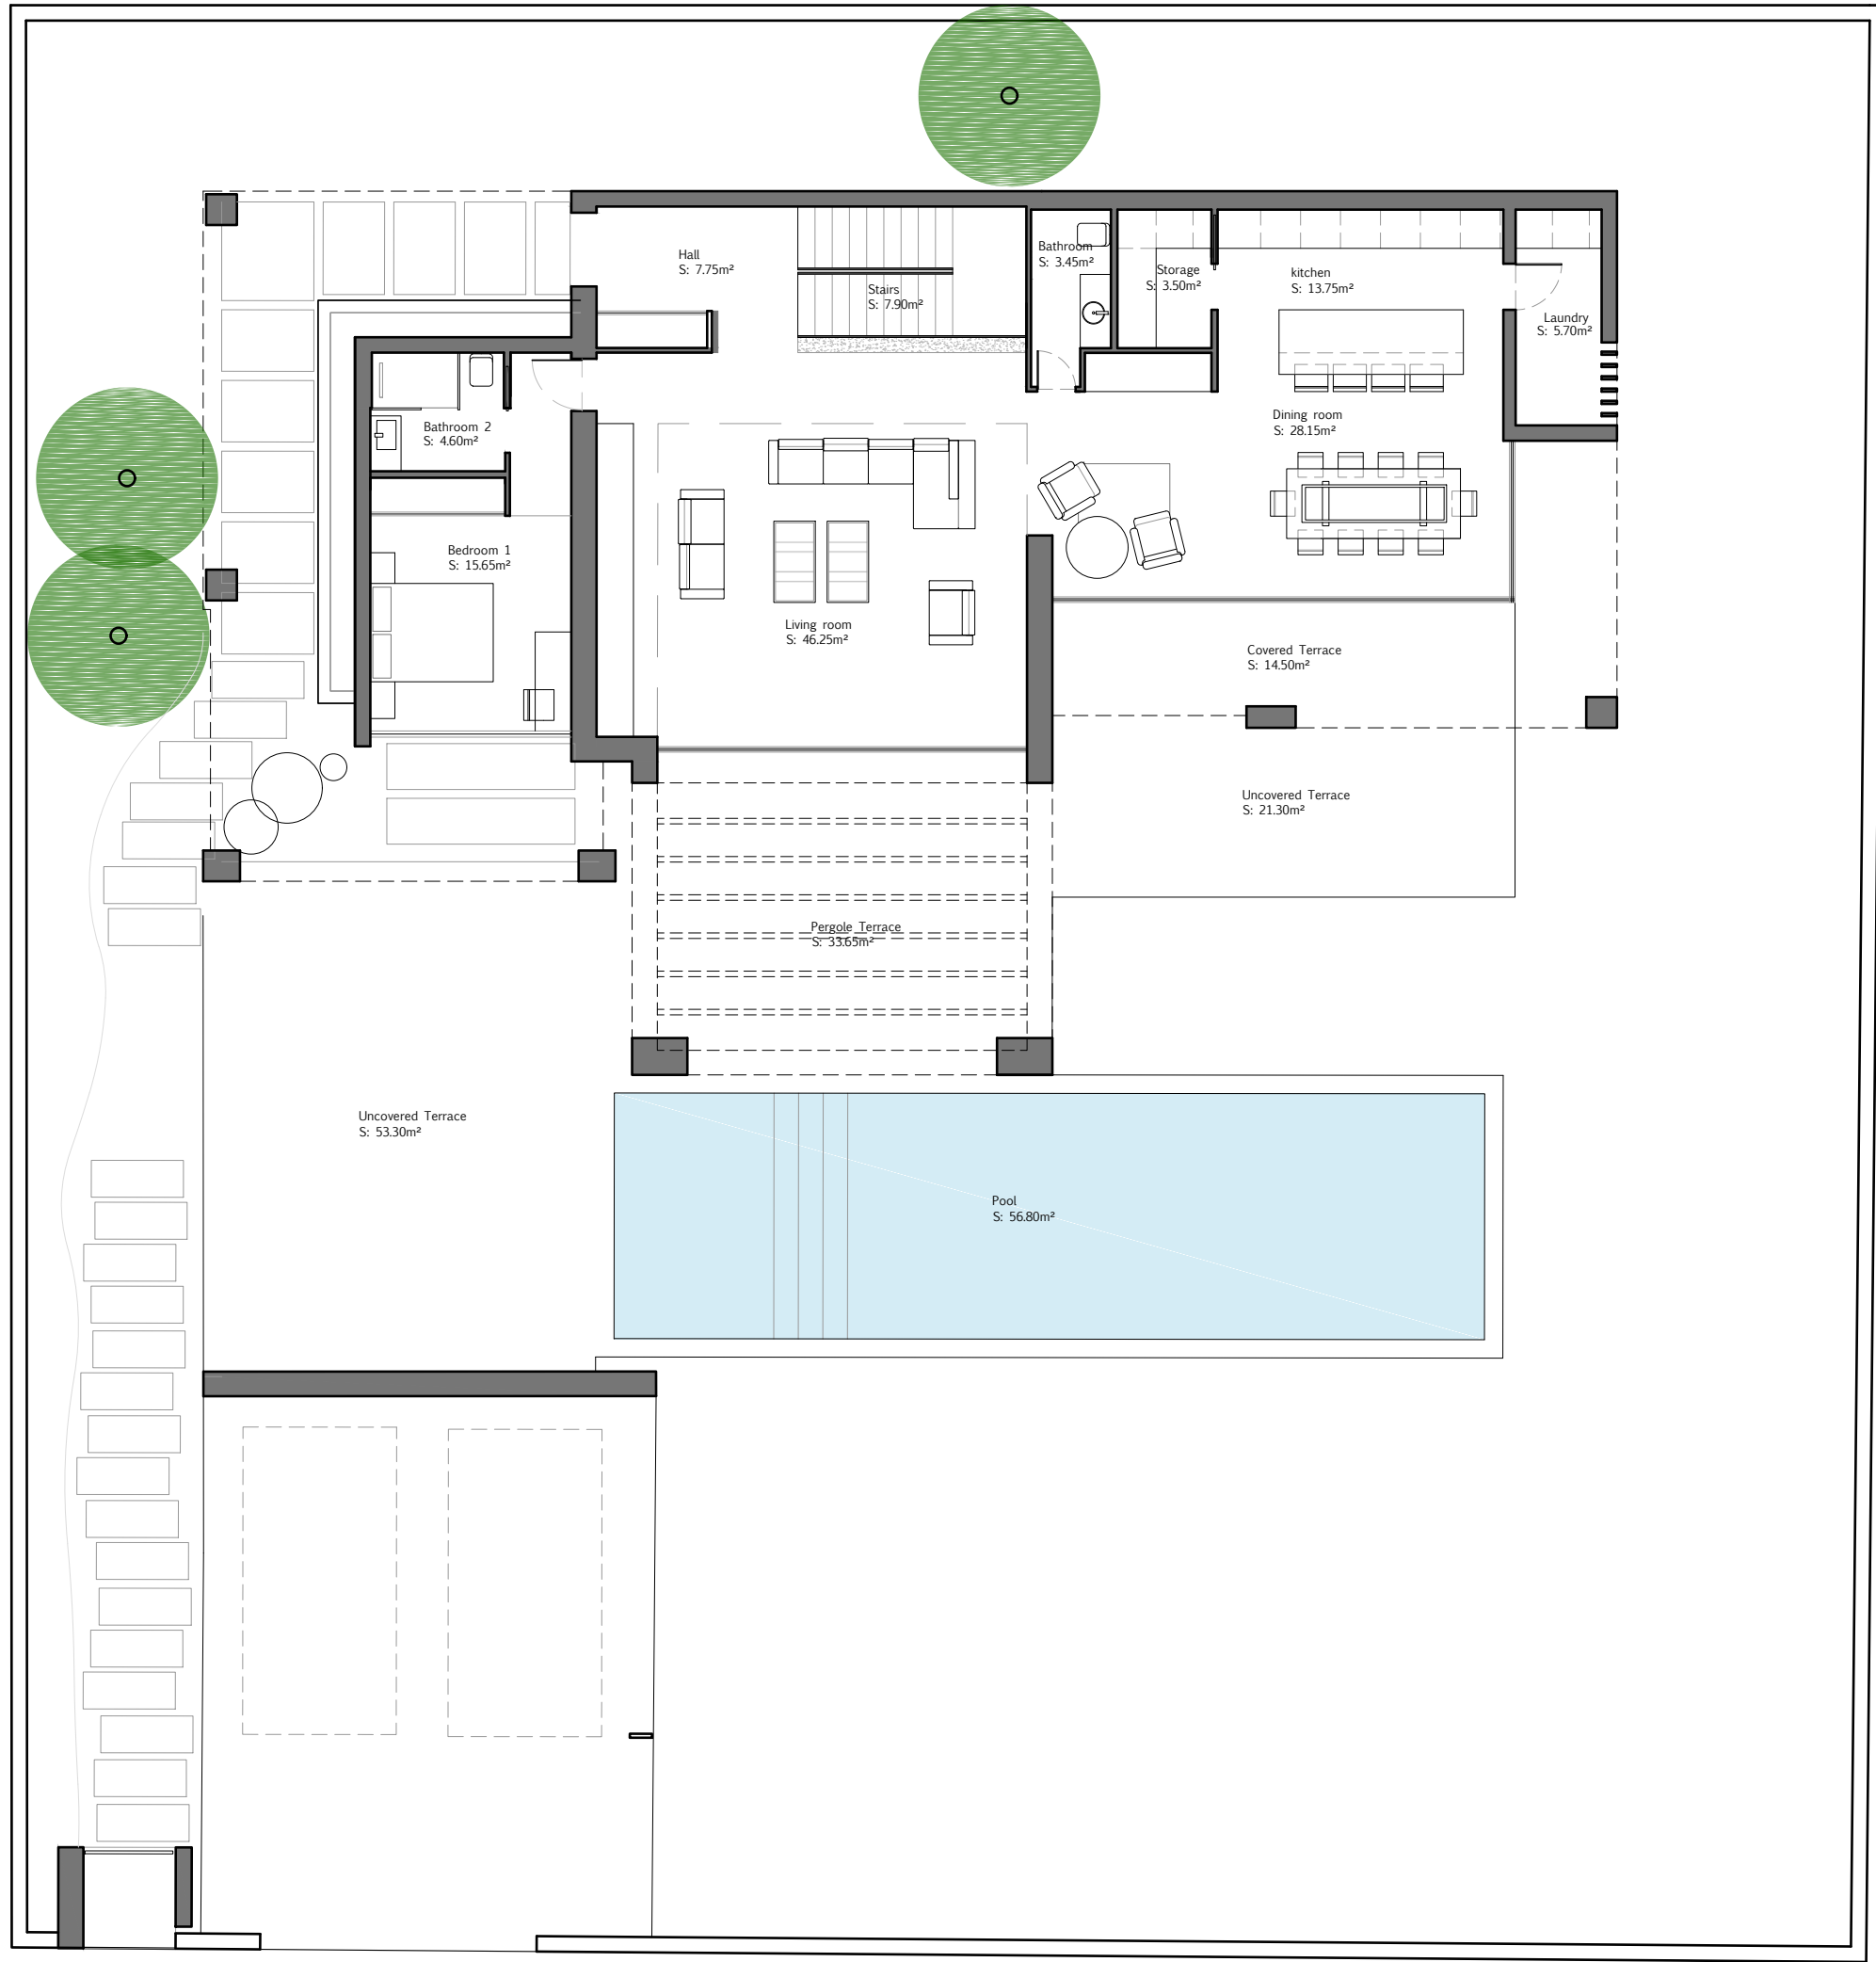 Hall
S: 7.75m²
Stairs
S: 7.90m²
Bathroom
S: 3.45m²
Storage
S: 3.50m²
kitchen
S: 13.75m²
Laundry
S: 5.70m²
Bathroom 2
S: 4.60m²
Dining room
S: 28.15m²
Bedroom 1
S: 15.65m²
Living room
S: 46.25m²
Covered Terrace
S: 14.50m²
Uncovered Terrace
S: 21.30m²
Pergole Terrace
S: 33.65m²
Uncovered Terrace
S: 53.30m²
Pool
S: 56.80m²